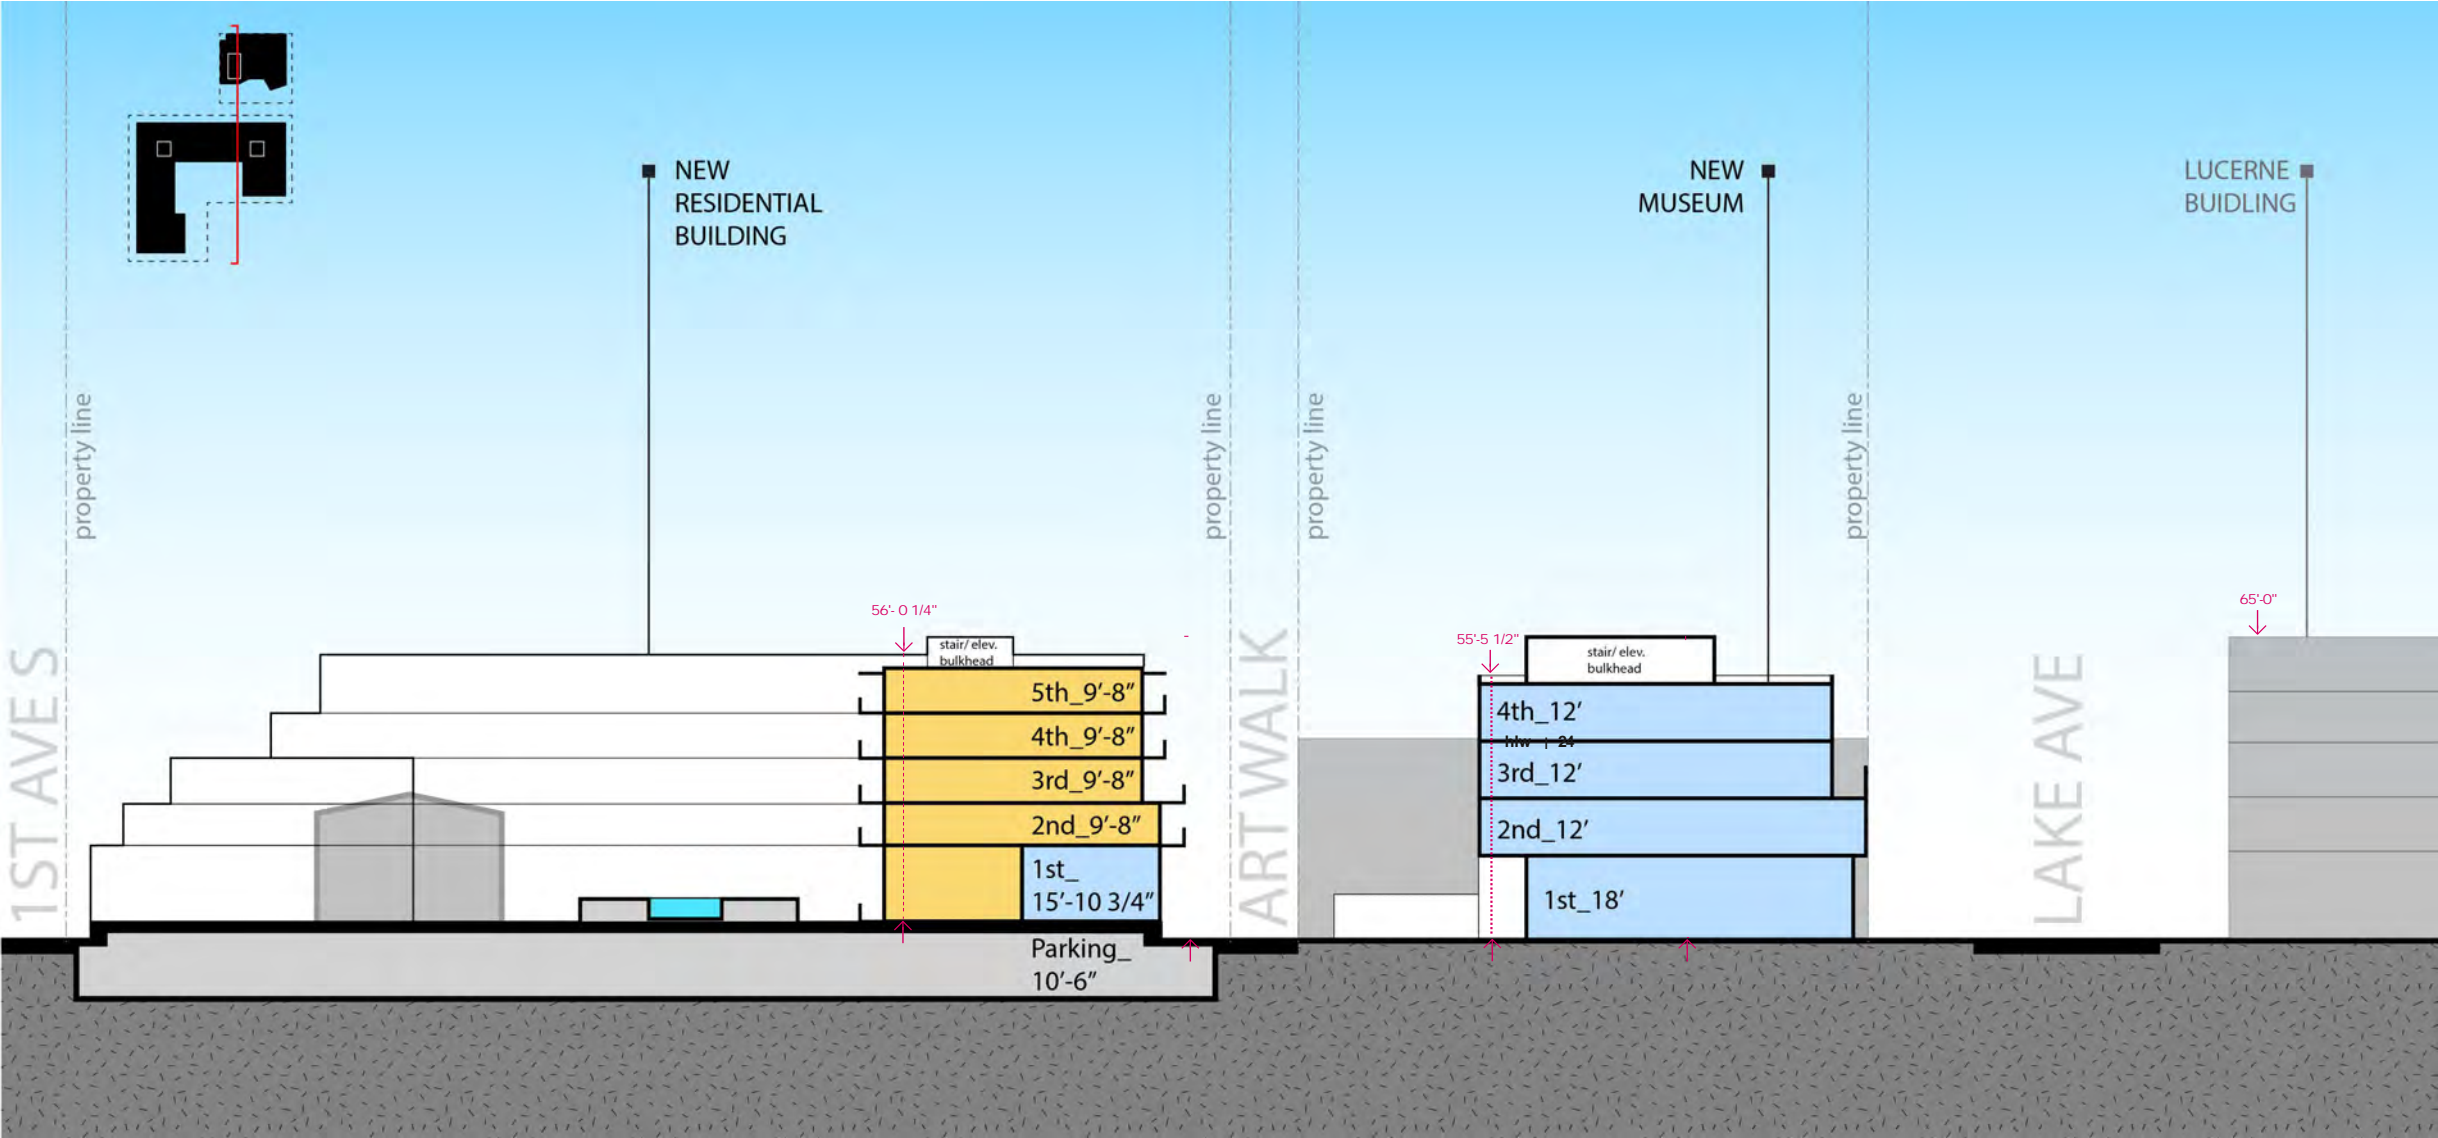 NEW
RESIDENTIAL
BUILDING
NEW
MUSEUM
LUCERNE
BUIDLING
property line
property line
property line
property line
1ST AVE S
ART WALK
LAKE AVE
56'- 0 1/4"
stair/ elev.
bulkhead
5th_9’-8”
4th_9’-8”
3rd_9’-8”
2nd_9’-8”
1st_
15’-10 3/4”
Parking_
10’-6”
-
55'-5 1/2"
stair/ elev.
bulkhead
4th_12’
3rd_12’
2nd_12’
1st_18’
65'-0"